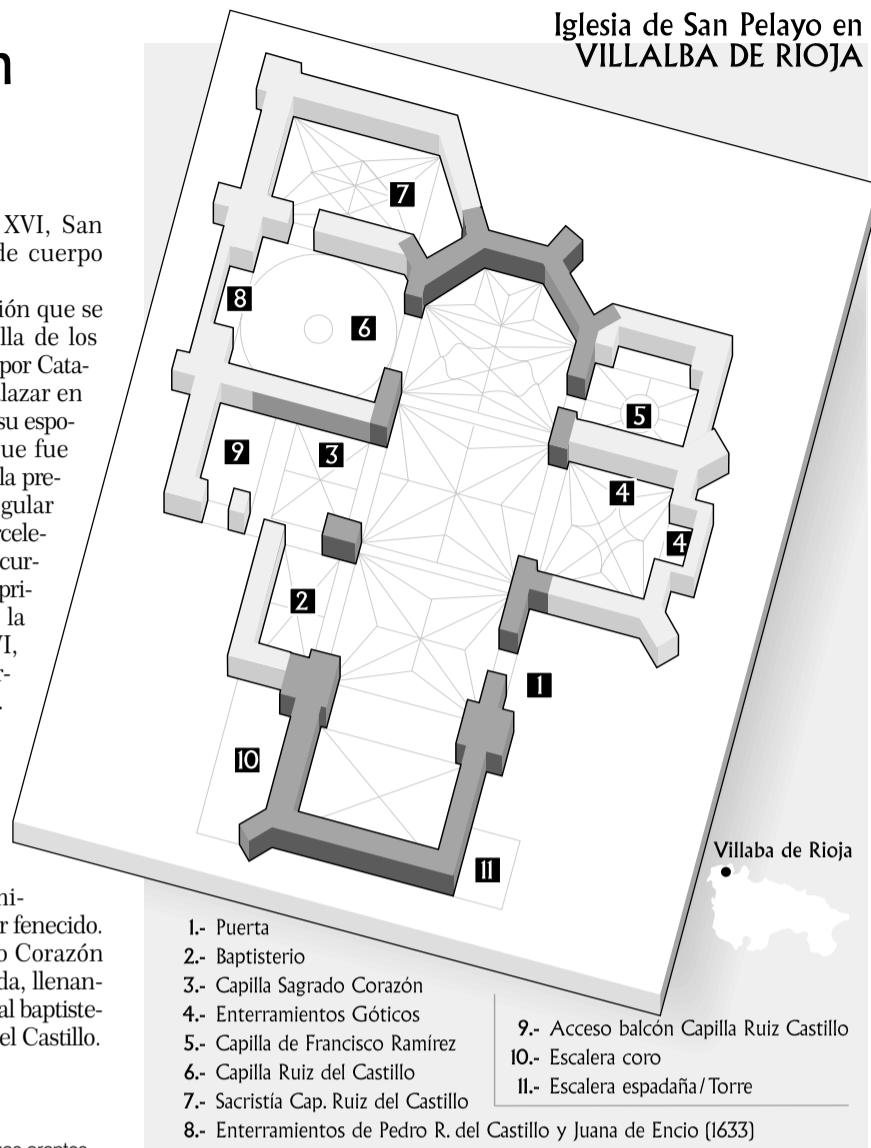 n
XVI, San
de cuerpo
ión que se
lla de los
por Cata-
lazar en
su espo-
ue fue
la pre-
gular
rcele-
cur-
pri-
la
VI,
r-
.
ni-
r fenecido.
o Corazón
da, llenan-
al baptiste-
el Castillo.
Iglesia de San Pelayo en
VILLALBA DE RIOJA
7
8
6
5
9
3
4
4
2
1
10
11
Villaba de Rioja
1.- Puerta
2.- Baptisterio
3.- Capilla Sagrado Corazón
4.- Enterramientos Góticos
5.- Capilla de Francisco Ramírez
6.- Capilla Ruiz del Castillo
7.- Sacristía Cap. Ruiz del Castillo
8.- Enterramientos de Pedro R. del Castillo y Juana de Encio (1633)
9.- Acceso balcón Capilla Ruiz Castillo
10.- Escalera coro
11.- Escalera espadaña/Torre